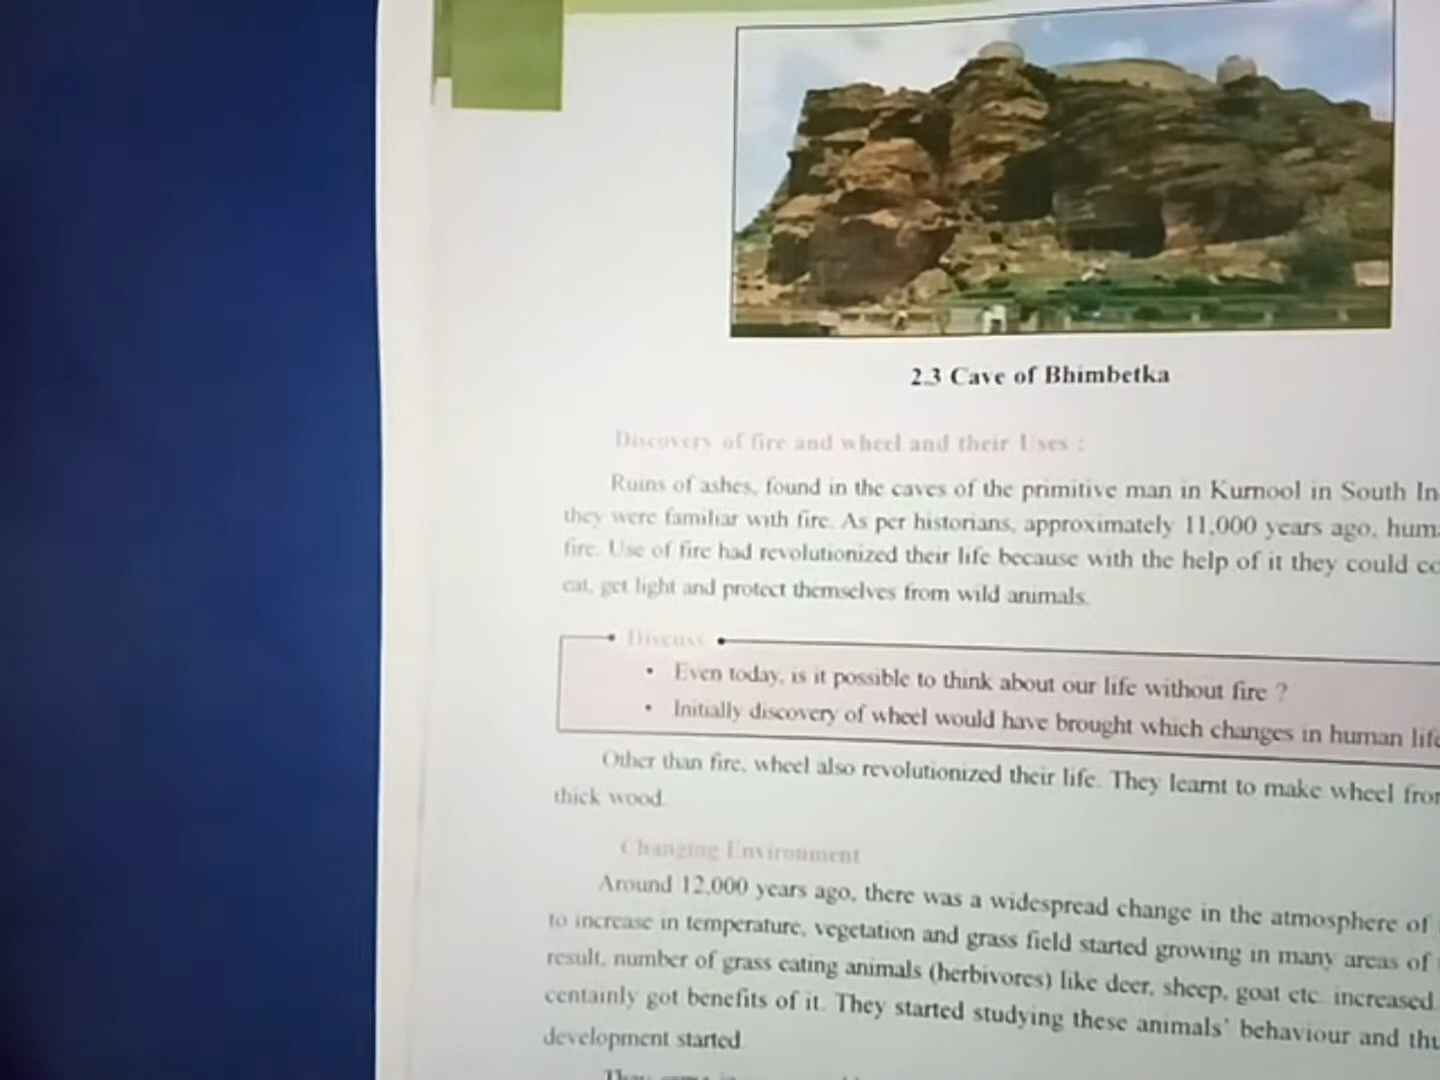 2.3 Cave of Bhimbetka
Discovery of fire and wheel and their Uses :
Ruins of ashes, found in the caves of the primitive man in Kurnool in South In
they were familiar with fire. As per historians, approximately 11,000 years ago, hum
fire. Use of fire had revolutionized their life because with the help of it they could co
eat, get light and protect themselves from wild animals.
Discuss
• Even today, is it possible to think about our life without fire ?
• Initially discovery of wheel would have brought which changes in human life
Other than fire, wheel also revolutionized their life. They learnt to make wheel from
thick wood.
Changing Environment
Around 12,000 years ago, there was a widespread change in the atmosphere of
to increase in temperature, vegetation and grass field started growing in many areas of
result, number of grass eating animals (herbivores) like deer, sheep, goat etc. increased.
centainly got benefits of it. They started studying these animals' behaviour and thu
development started.